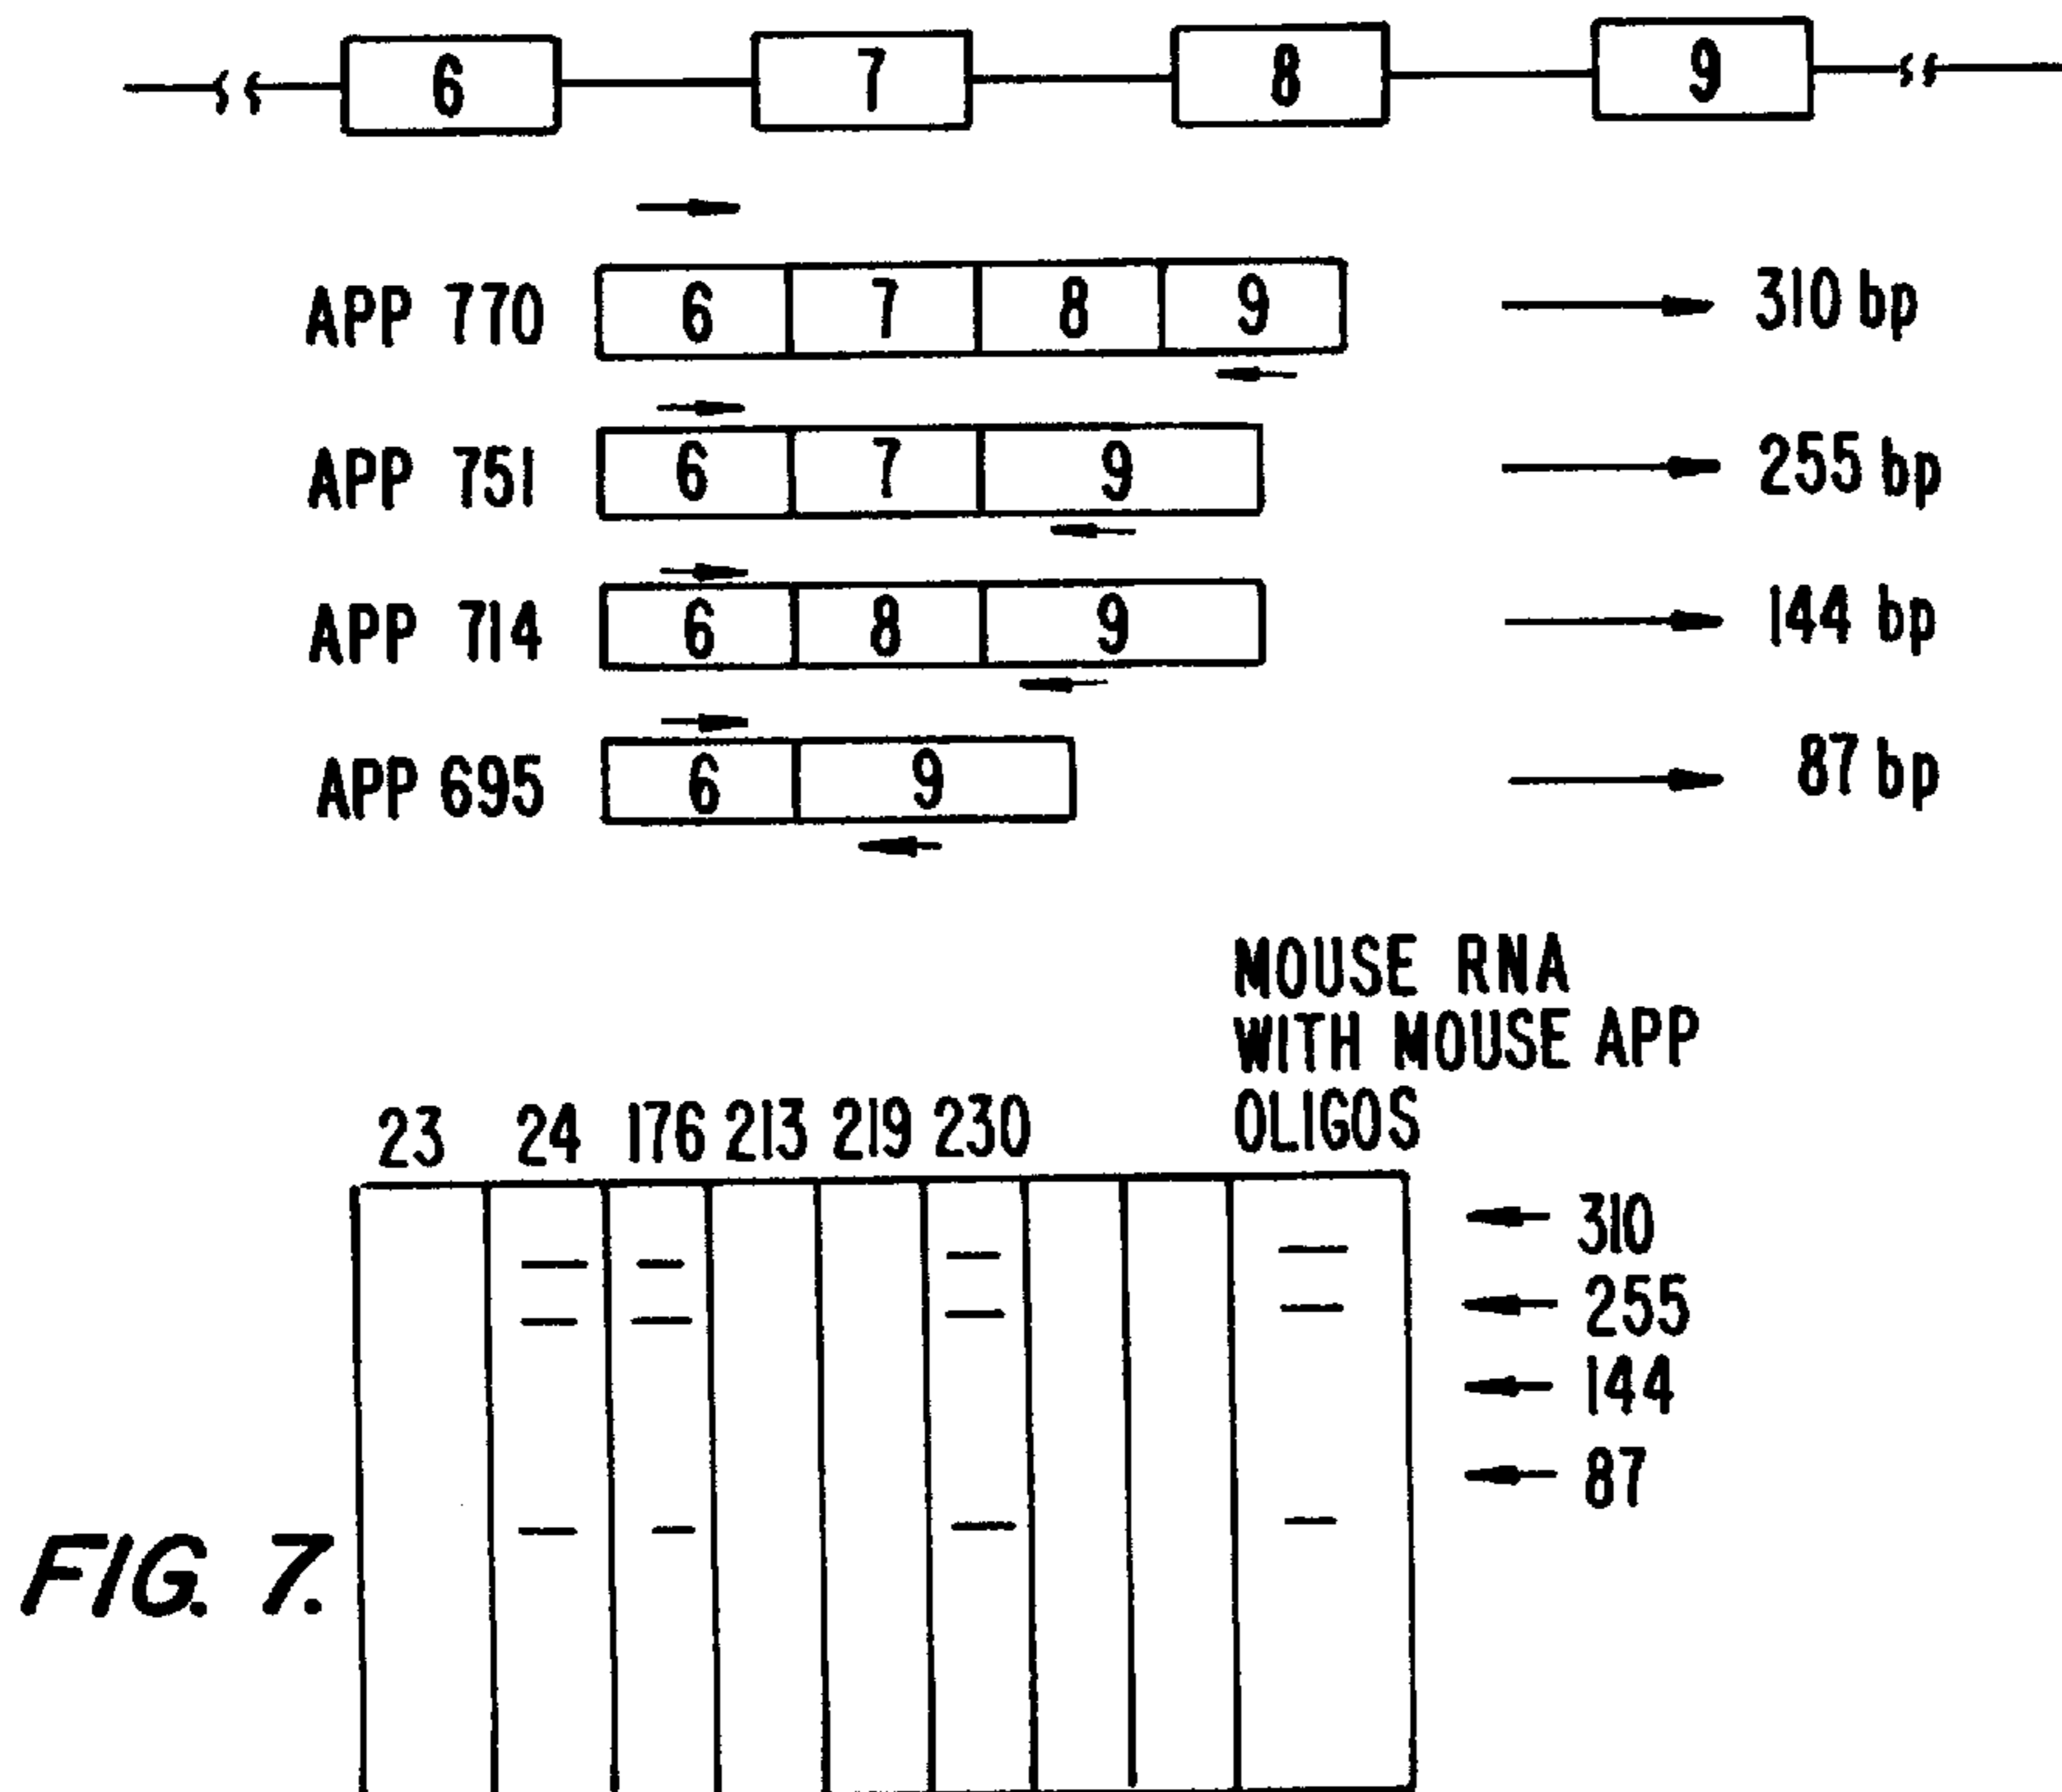 6 7 8 9
APP 770 6 7 8 9 310 bp
APP 751 6 7 9 255 bp
APP 714 6 8 9 144 bp
APP 695 6 9 87 bp
MOUSE RNA
WITH MOUSE APP
OLIGOS
23 24 176 213 219 230
310
255
144
87
FIG. 7.